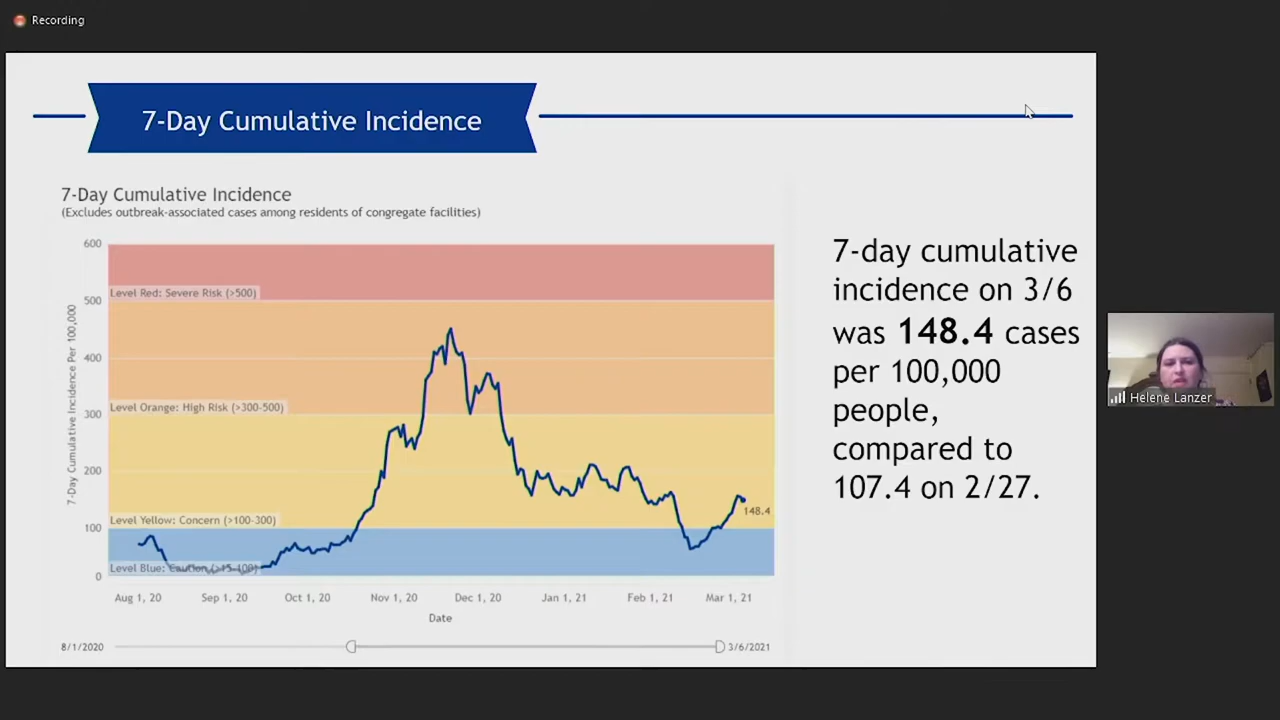 Recording
7-Day Cumulative Incidence
7-Day Cumulative Incidence
(Excludes outbreak-associated cases among residents of congregate facilities)
600
500
400
300
200
100
0
7-Day Cumulative Incidence Per 100,000
Level Red: Severe Risk (>500)
Level Orange: High Risk (>300-500)
Level Yellow: Concern (>100-300)
Level Blue: Caution (>15-100)
148.4
Aug 1, 20
Sep 1, 20
Oct 1, 20
Nov 1, 20
Dec 1, 20
Jan 1, 21
Feb 1, 21
Mar 1, 21
Date
8/1/2020
3/6/2021
7-day cumulative
incidence on 3/6
was 148.4 cases
per 100,000
people,
compared to
107.4 on 2/27.
Helene Lanzer